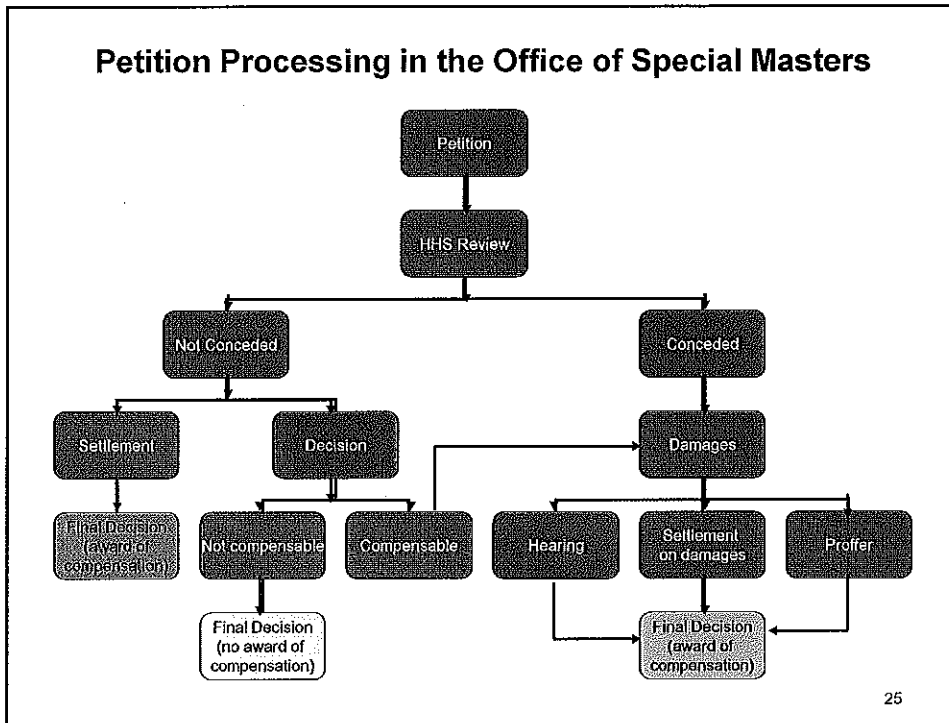 Petition Processing in the Office of Special Masters
Petition
HHS Review
Not Conceded
Conceded
Settlement
Decision
Damages
Final Decision
(award of
compensation)
Not compensable
Compensable
Hearing
Settlement
on damages
Proffer
Final Decision
(no award of
compensation)
Final Decision
(award of
compensation)
25